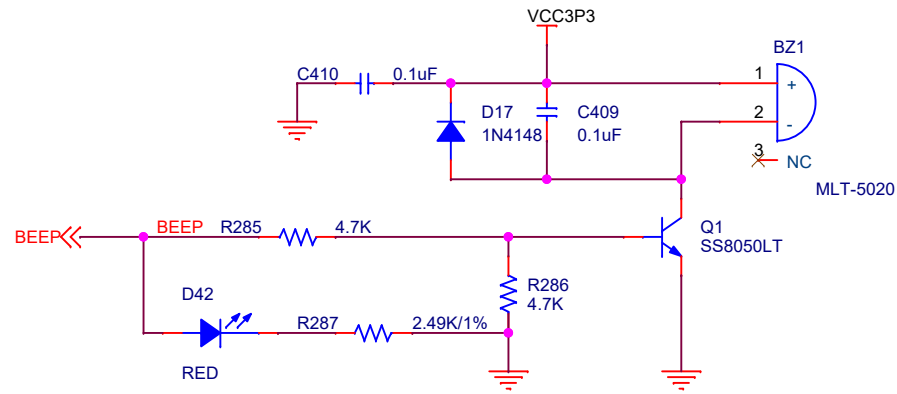 VCC3P3
BZ1
C410 0.1uF
1
+
D17
1N4148
C409
0.1uF
2
-
3
NC
MLT-5020
BEEP
BEEP
R285 4.7K
Q1
SS8050LT
D42
R286
4.7K
R287 2.49K/1%
RED